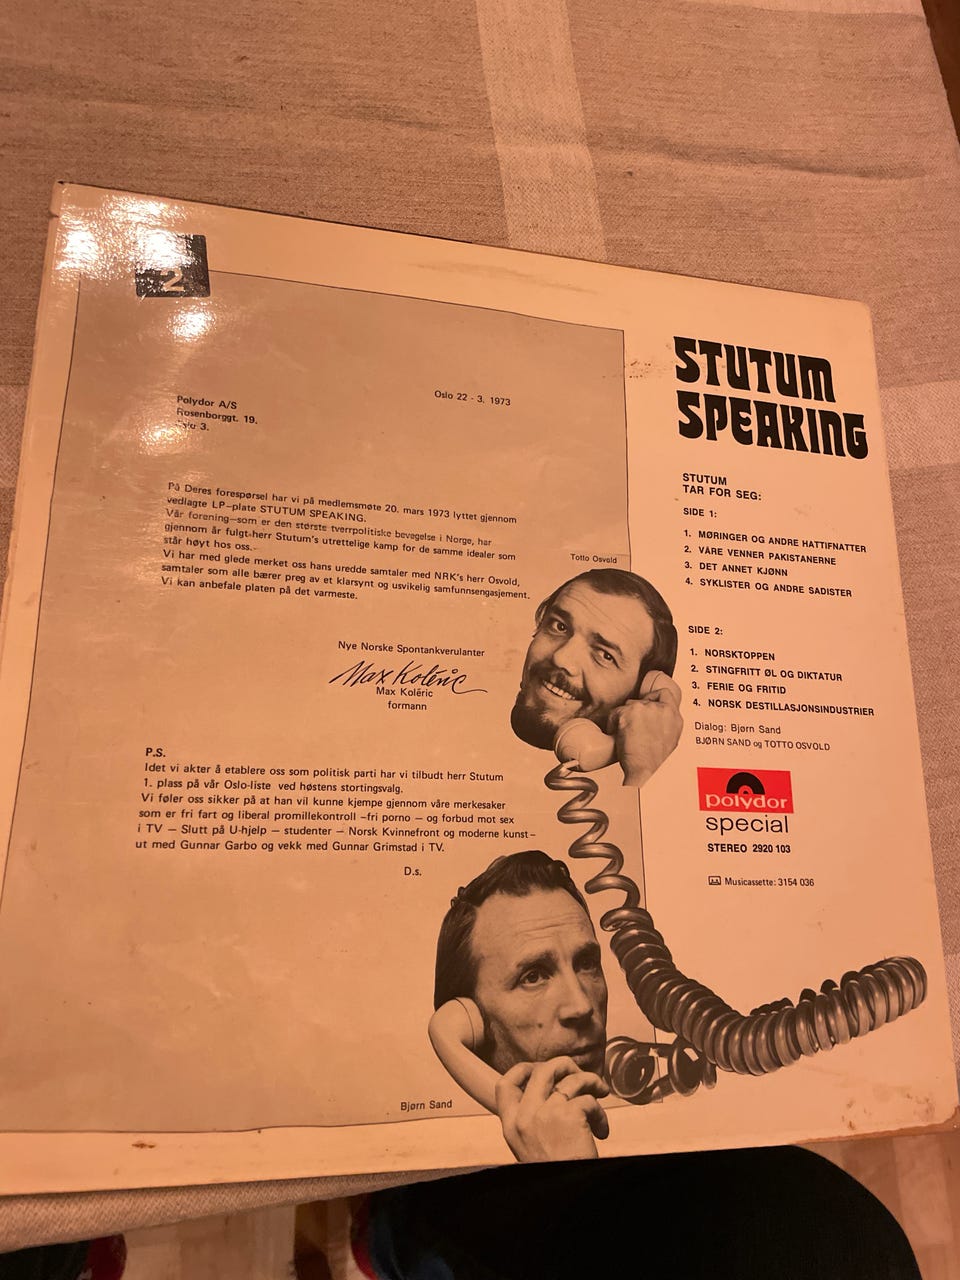 2
Oslo 22 - 3, 1973
Polydor A/S
Rosenborggt. 19,
3.
På Deres forespørsel har vi på medlemsmøte 20. mars 1973 lyttet gjennom
vedlagte LP-plate STUTUM SPEAKING.
Vår forening—som er den største tverrpolitiske bevegelse i Norge, har
gjennom år fulgt herr Stutum's utrettelige kamp for de samme idealer som
står høyt hos oss.
Vi har med glede merket oss hans uredde samtaler med NRK's herr Osvold,
samtaler som alle bærer preg av et klarsynt og usvikelig samfunnsengasjement.
Vi kan anbefale platen på det varmeste.
Nye Norske Spontankverulanter
Max Koléric
Max Koléric
formann
P.S.
Idet vi akter å etablere oss som politisk parti har vi tilbudt herr Stutum
1. plass på vår Oslo-liste ved høstens stortingsvalg.
Vi føler oss sikker på at han vil kunne kjempe gjennom våre merkesaker
som er fri fart og liberal promillekontroll —fri porno — og forbud mot sex
i TV — Slutt på U-hjelp — studenter — Norsk Kvinnefront og moderne kunst—
ut med Gunnar Garbo og vekk med Gunnar Grimstad i TV.
D.s.
Totto Osvold
Bjørn Sand
STUTUM
SPEAKING
STUTUM
TAR FOR SEG:
SIDE 1:
1. MØRINGER OG ANDRE HATTIFNATTER
2. VÅRE VENNER PAKISTANERNE
3. DET ANNET KJØNN
4. SYKLISTER OG ANDRE SADISTER
SIDE 2:
1. NORSKTOPPEN
2. STINGFRITT ØL OG DIKTATUR
3. FERIE OG FRITID
4. NORSK DESTILLASJONSINDUSTRIER
Dialog: Bjørn Sand
BJØRN SAND og TOTTO OSVOLD
polydor
special
STEREO 2920 103
Musicassette: 3154 036